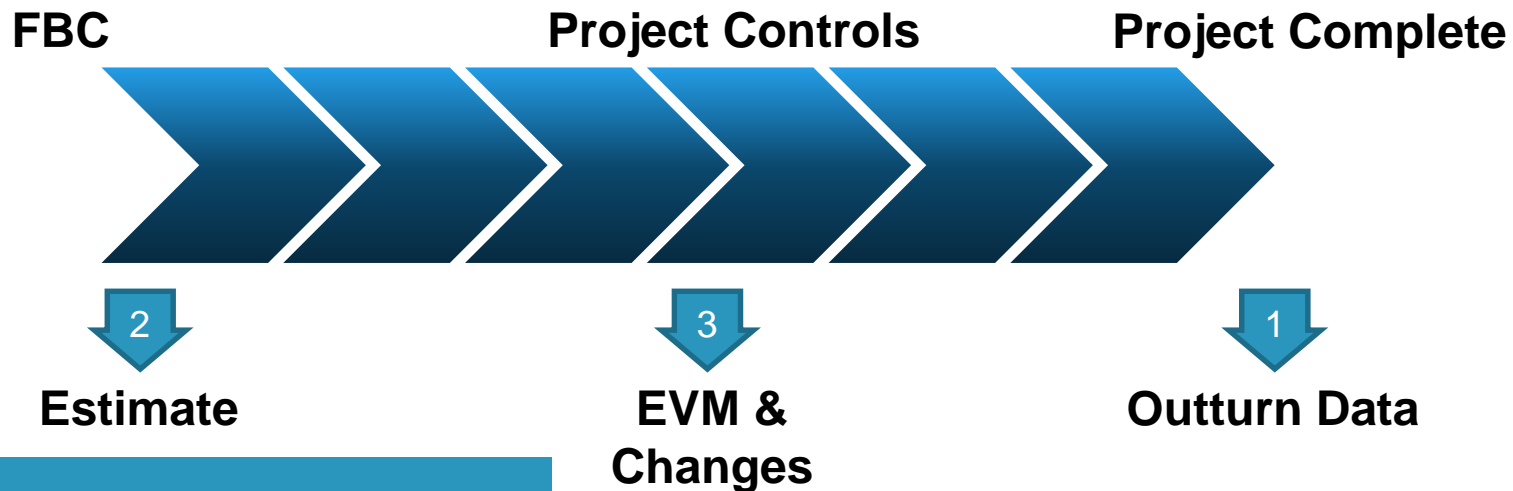 FBC
Project Controls
Project Complete
2
3
1
Estimate
EVM &
Changes
Outturn Data